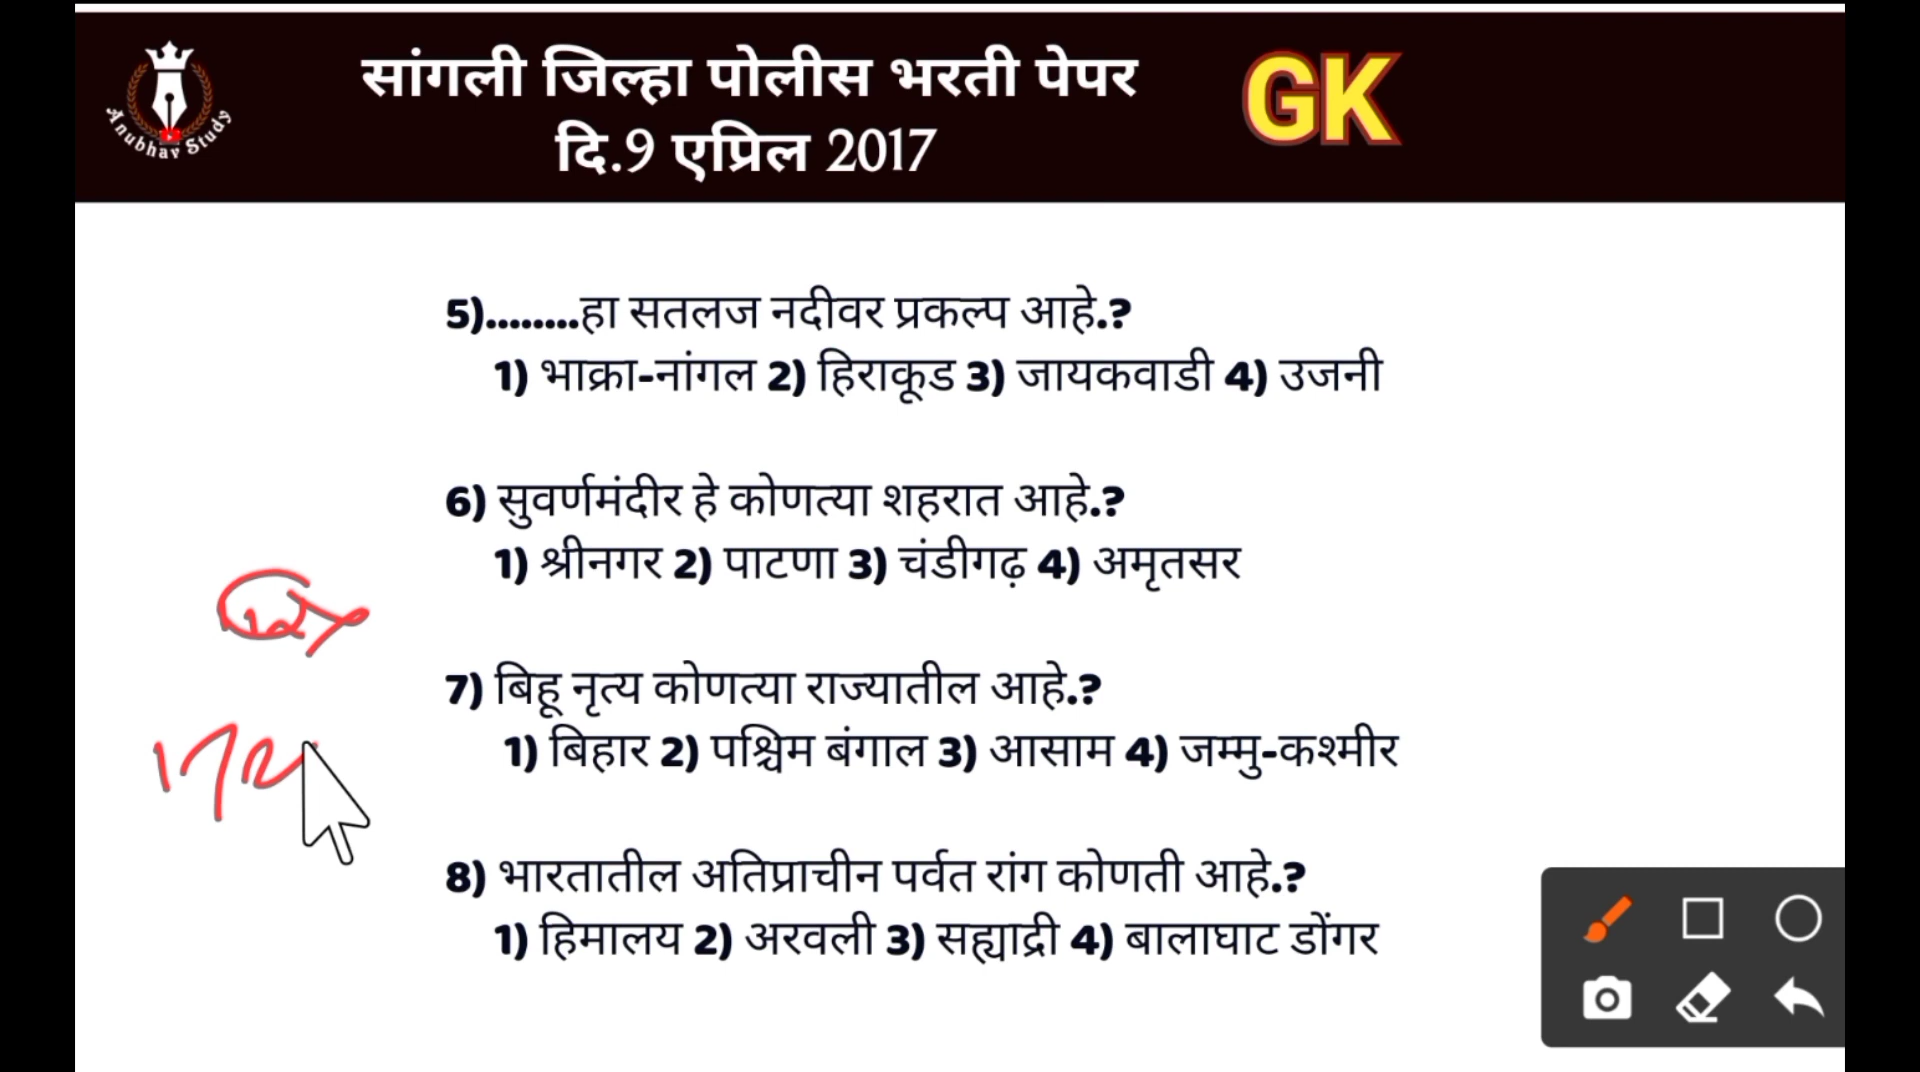 Anubhav Study
सांगली जिल्हा पोलीस भरती पेपर
दि.9 एप्रिल 2017
GK
5)........हा सतलज नदीवर प्रकल्प आहे.?
1) भाक्रा-नांगल 2) हिराकूड 3) जायकवाडी 4) उजनी
6) सुवर्णमंदीर हे कोणत्या शहरात आहे.?
1) श्रीनगर 2) पाटणा 3) चंडीगढ़ 4) अमृतसर
7) बिहू नृत्य कोणत्या राज्यातील आहे.?
1) बिहार 2) पश्चिम बंगाल 3) आसाम 4) जम्मु-कश्मीर
8) भारतातील अतिप्राचीन पर्वत रांग कोणती आहे.?
1) हिमालय 2) अरवली 3) सह्याद्री 4) बालाघाट डोंगर